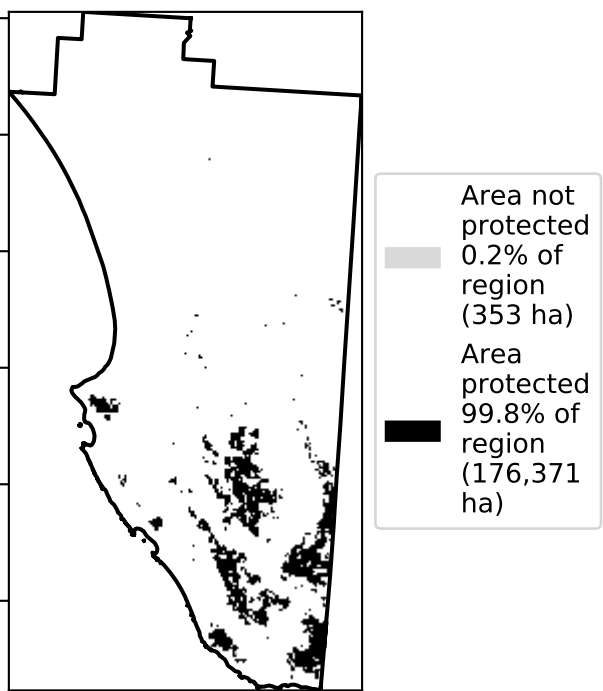 Area not
protected
0.2% of
region
(353 ha)
Area
protected
99.8% of
region
(176,371
ha)